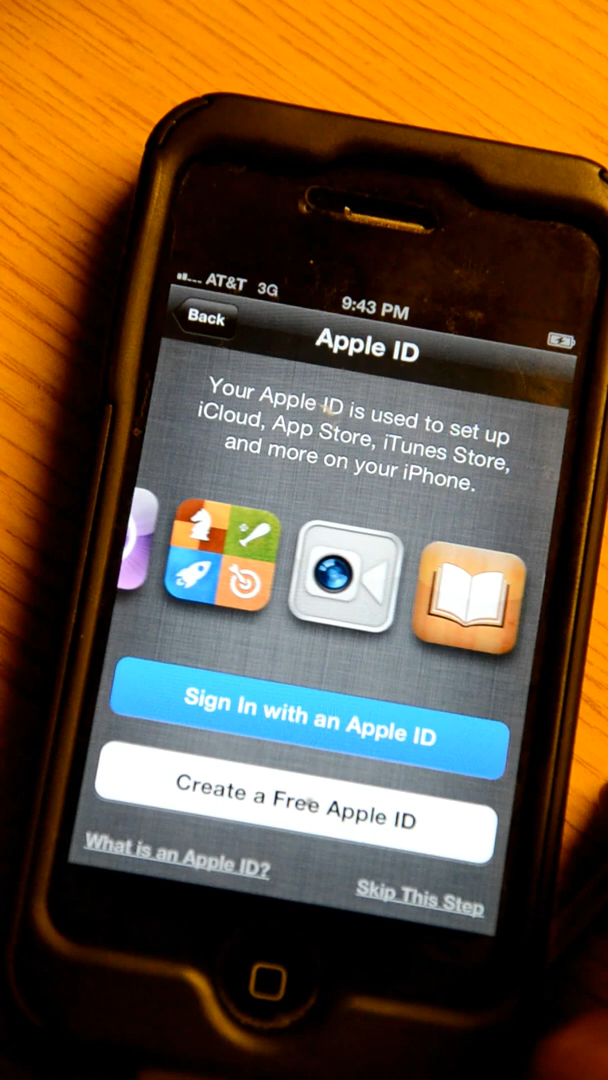 AT&T 3G 9:43 PM
Back
Apple ID
Your Apple ID is used to set up
iCloud, App Store, iTunes Store,
and more on your iPhone.
Sign In with an Apple ID
Create a Free Apple ID
What is an Apple ID?
Skip This Step